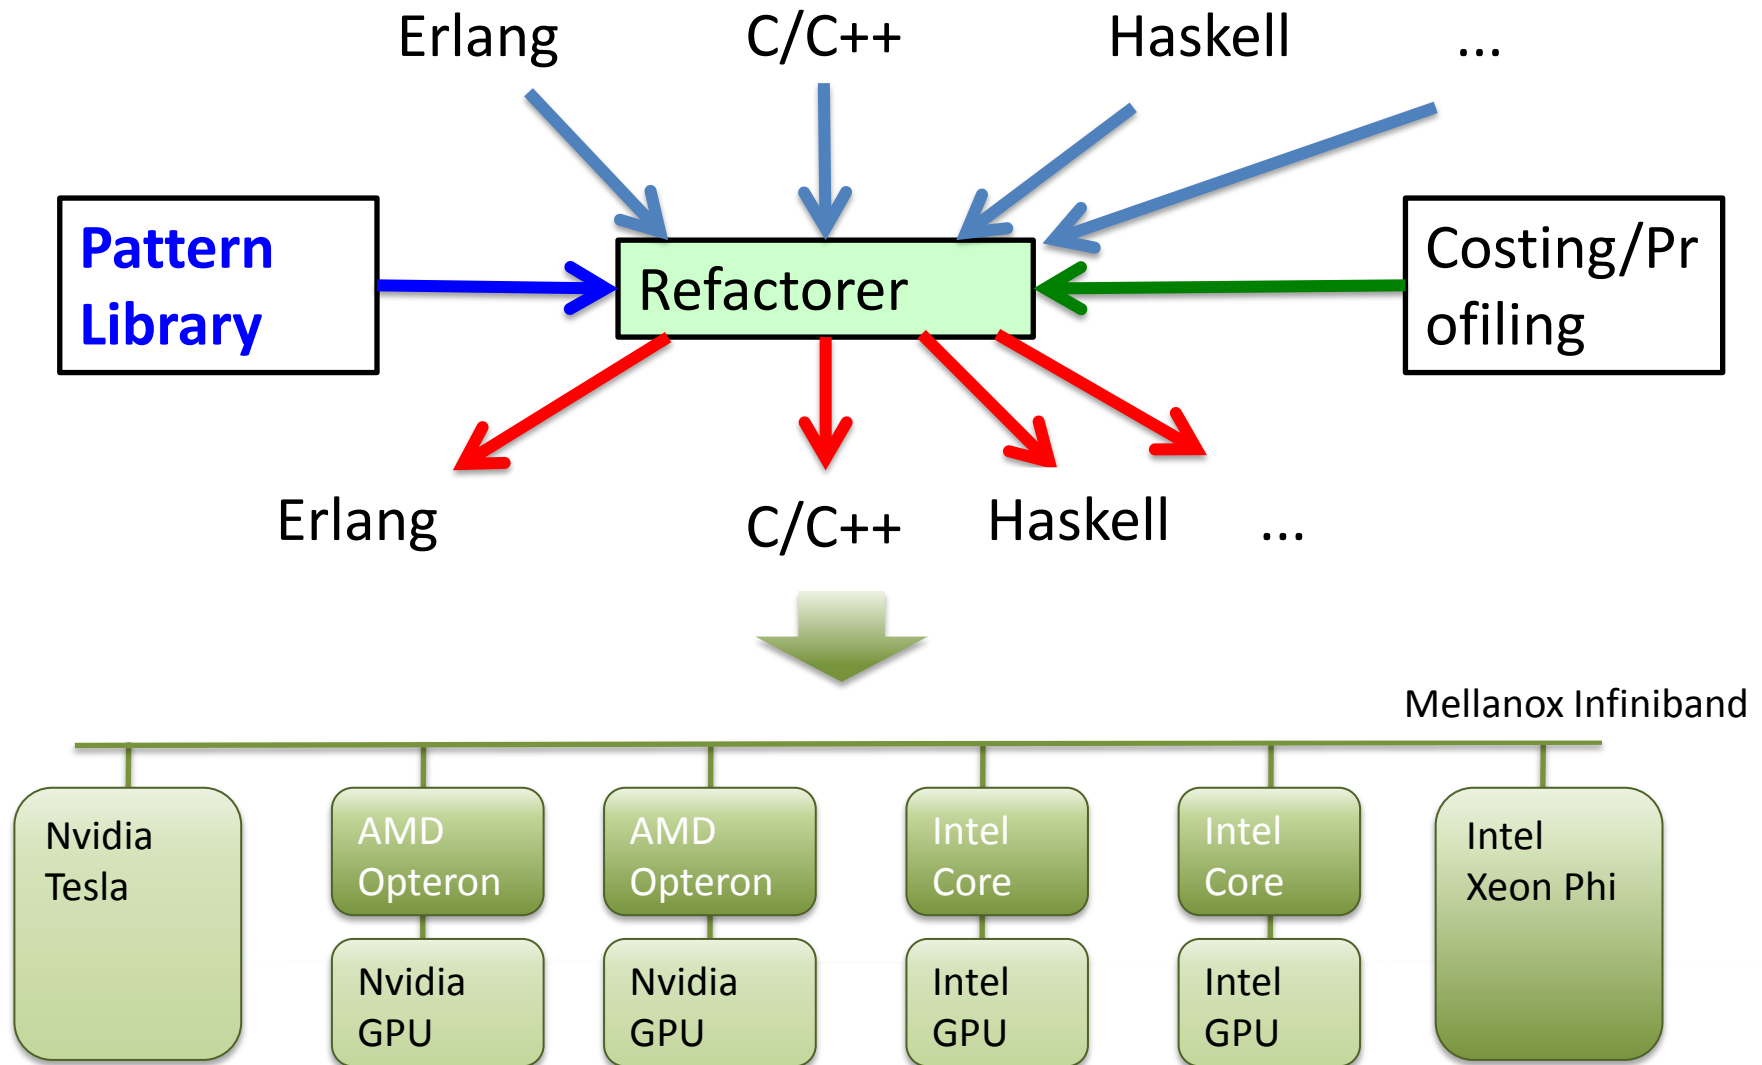 Erlang C/C++ Haskell ...
Pattern
Library
Refactorer
Costing/Pr
ofiling
Erlang C/C++ Haskell ...
Mellanox Infiniband
Nvidia
Tesla
AMD
Opteron
AMD
Opteron
Intel
Core
Intel
Core
Intel
Xeon Phi
Nvidia
GPU
Nvidia
GPU
Intel
GPU
Intel
GPU